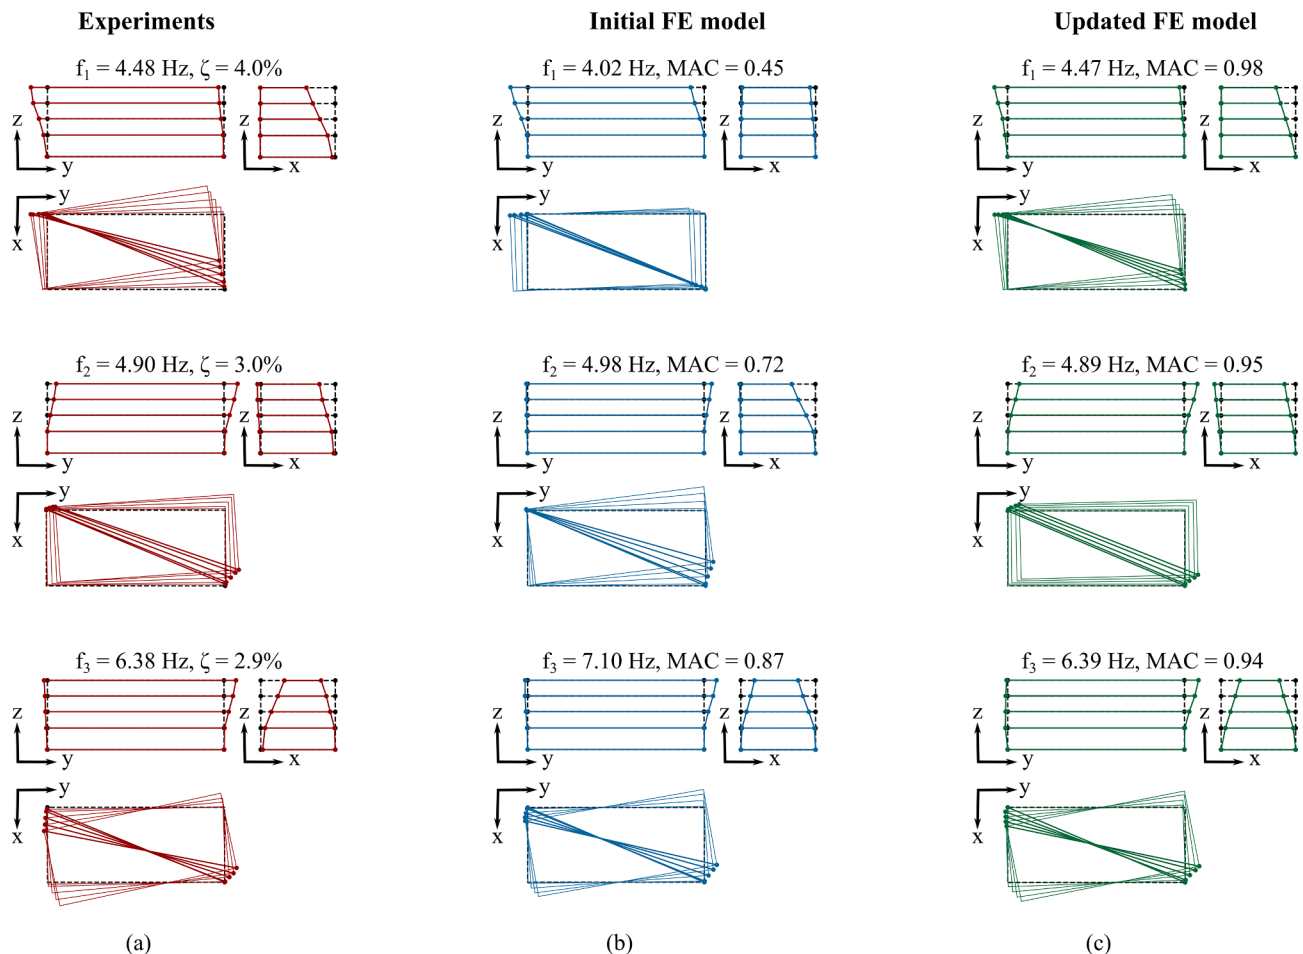 Experiments
Initial FE model
Updated FE model
f₁ = 4.48 Hz, ζ = 4.0%
f₁ = 4.02 Hz, MAC = 0.45
f₁ = 4.47 Hz, MAC = 0.98
z
y
z
x
z
y
z
x
z
y
z
x
y
x
y
x
y
x
f₂ = 4.90 Hz, ζ = 3.0%
f₂ = 4.98 Hz, MAC = 0.72
f₂ = 4.89 Hz, MAC = 0.95
z
y
z
x
z
y
z
x
z
y
z
x
y
x
y
x
y
x
f₃ = 6.38 Hz, ζ = 2.9%
f₃ = 7.10 Hz, MAC = 0.87
f₃ = 6.39 Hz, MAC = 0.94
z
y
z
x
z
y
z
x
z
y
z
x
y
x
y
x
y
x
(a)
(b)
(c)